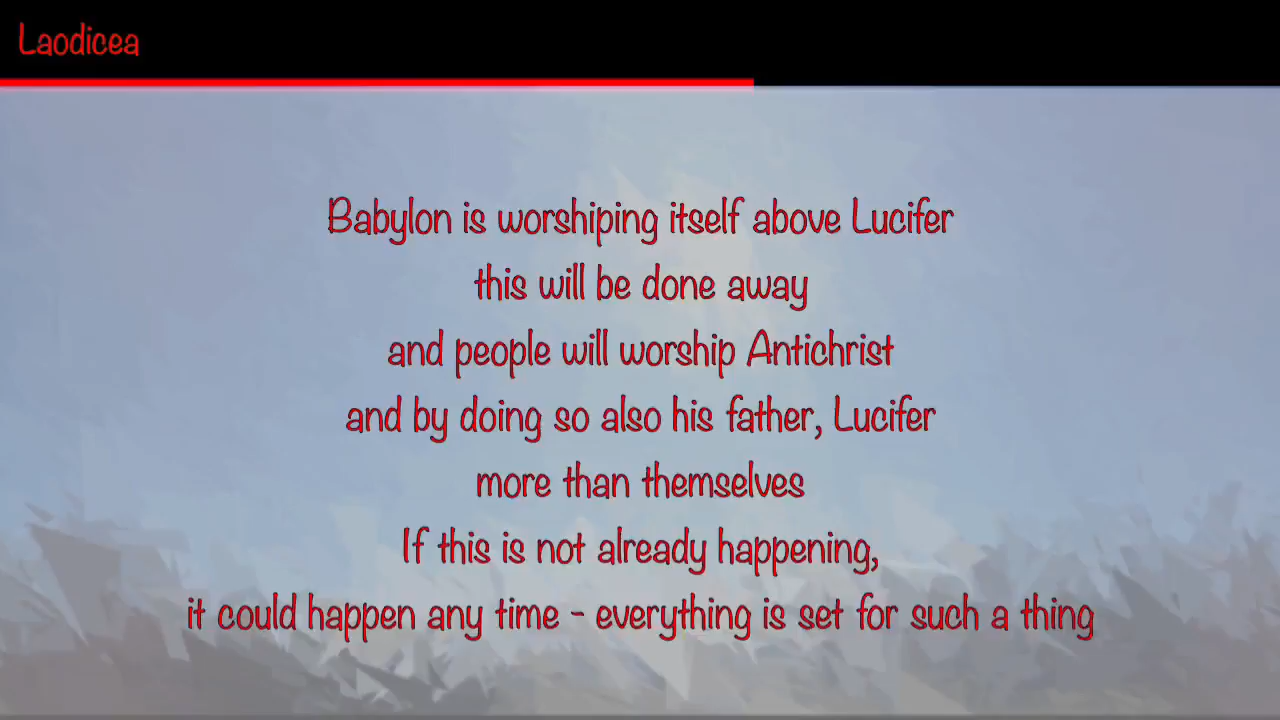 Laodicea
Babylon is worshiping itself above Lucifer
this will be done away
and people will worship Antichrist
and by doing so also his father, Lucifer
more than themselves
If this is not already happening,
it could happen any time - everything is set for such a thing